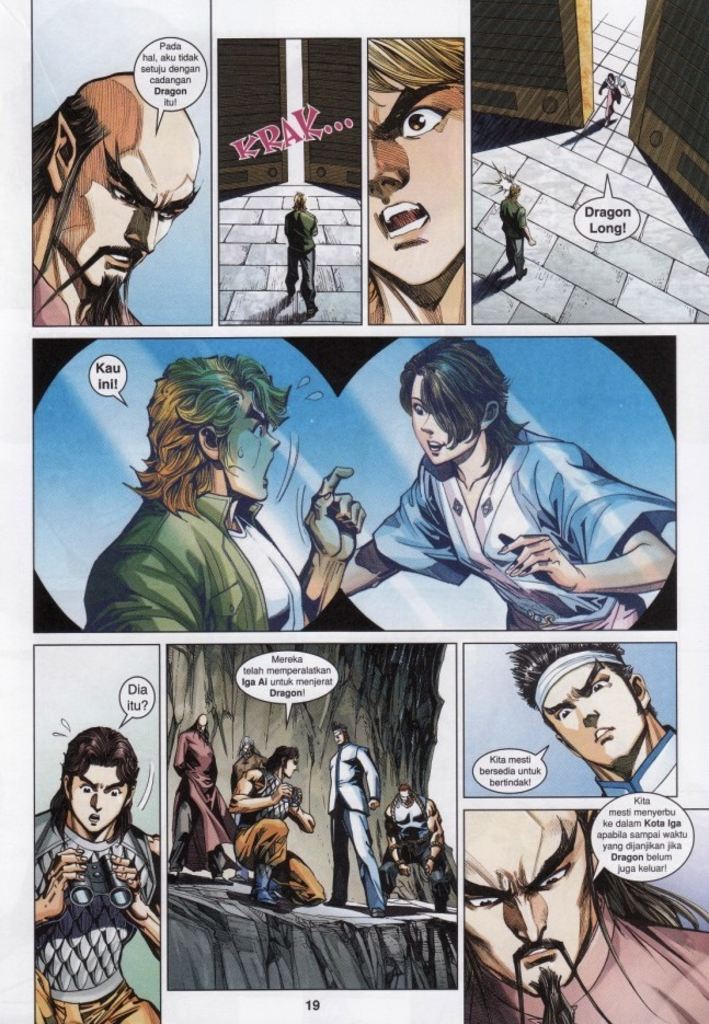 Pada
hal, aku tidak
setuju dengan
cadangan
Dragon
itu!
KRAK...
Dragon
Long!
Kau
ini!
Dia
itu?
Mereka
telah memperalatkan
Iga Ai untuk menjerat
Dragon!
Kita mesti
bersedia untuk
bertindak!
Kita
mesti menyerbu
ke dalam Kota Iga
apabila sampai waktu
yang dijanjikan jika
Dragon belum
juga keluar!
19